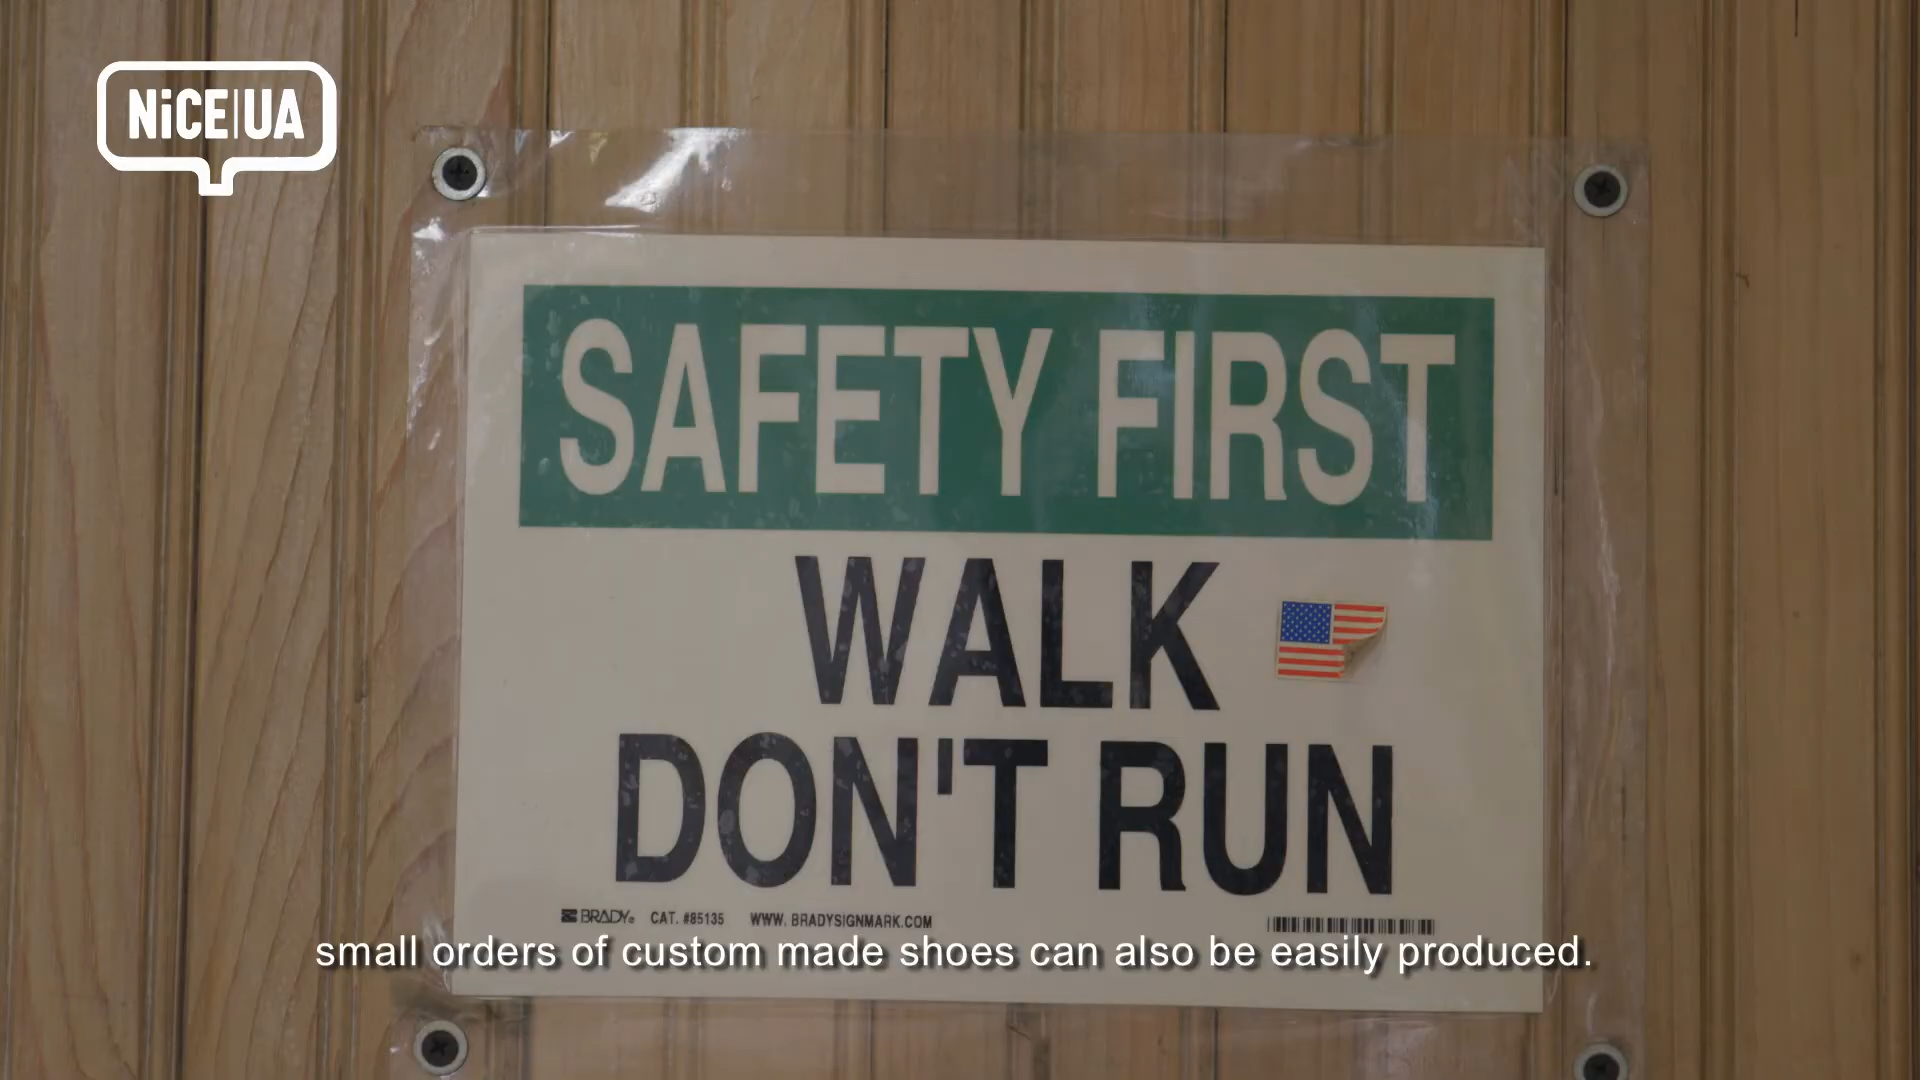 NiCE|UA
SAFETY FIRST
WALK
DON'T RUN
BRADY® CAT. #85135 WWW. BRADYSIGNMARK.COM
small orders of custom made shoes can also be easily produced.